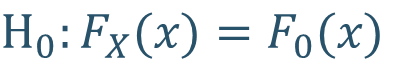 H₀: F_X(x) = F₀(x)